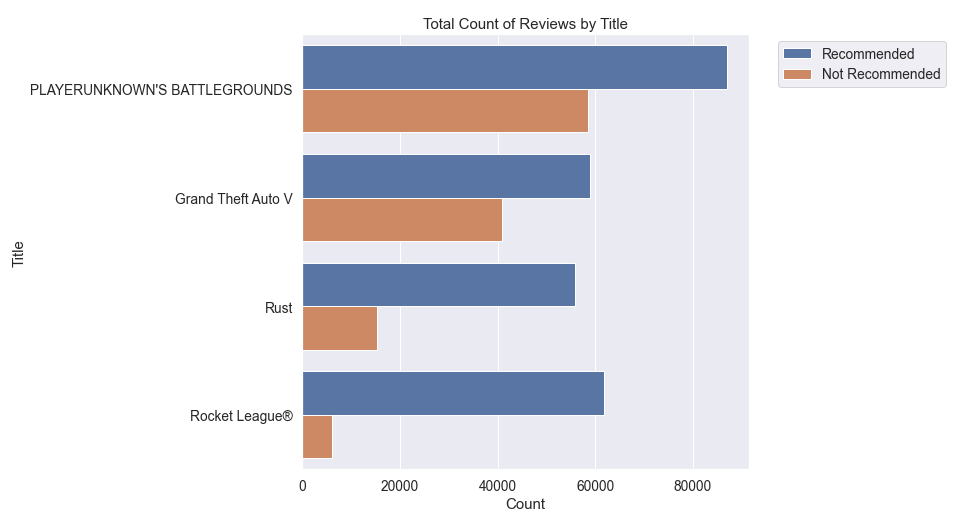 Total Count of Reviews by Title
Recommended
Not Recommended
PLAYERUNKNOWN'S BATTLEGROUNDS
Grand Theft Auto V
Rust
Rocket League®
Title
0 20000 40000 60000 80000
Count